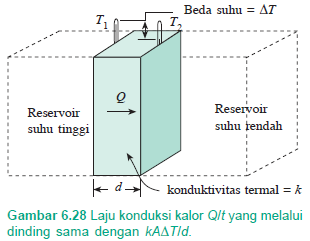 Beda suhu = ΔT
T₁
T₂
Q
Reservoir
suhu tinggi
Reservoir
suhu rendah
d
konduktivitas termal = k
Gambar 6.28 Laju konduksi kalor Q/t yang melalui
dinding sama dengan kAΔT/d.